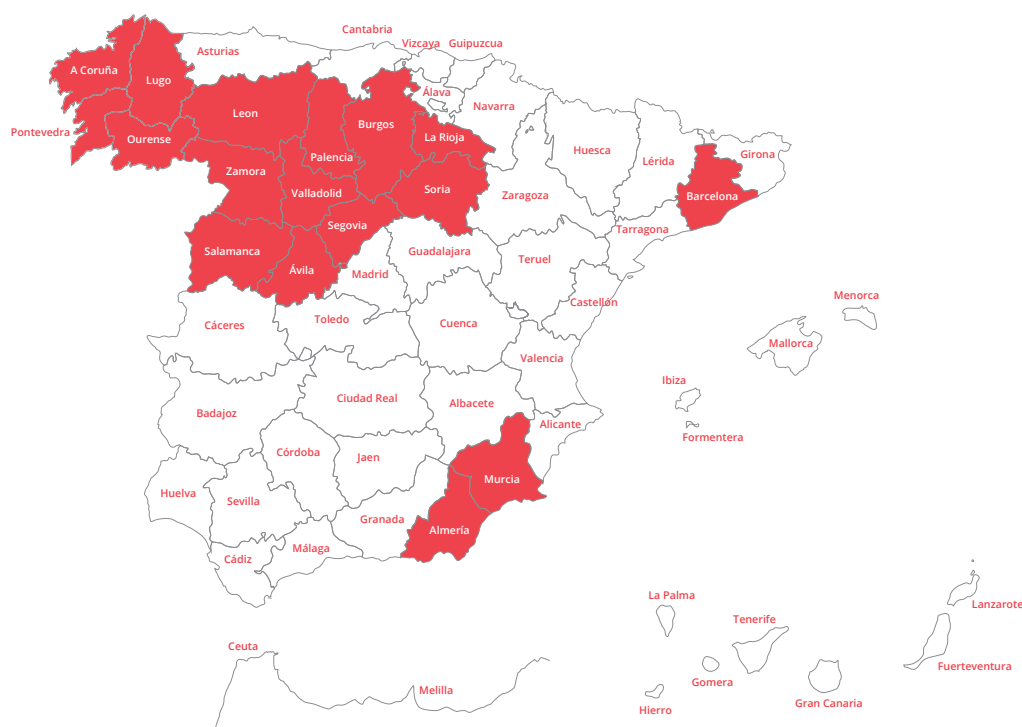 Cantabria
Vizcaya
Guipuzcua
Asturias
A Coruña
Lugo
Álava
Navarra
Leon
Burgos
Pontevedra
Ourense
La Rioja
Huesca
Lérida
Girona
Palencia
Zamora
Valladolid
Soria
Zaragoza
Barcelona
Segovia
Tarragona
Salamanca
Guadalajara
Teruel
Ávila
Madrid
Menorca
Castellón
Cáceres
Toledo
Cuenca
Mallorca
Valencia
Ibiza
Ciudad Real
Albacete
Badajoz
Alicante
Formentera
Córdoba
Jaen
Murcia
Huelva
Sevilla
Granada
Almería
Málaga
Cádiz
La Palma
Lanzarote
Tenerife
Ceuta
Fuerteventura
Gomera
Melilla
Gran Canaria
Hierro